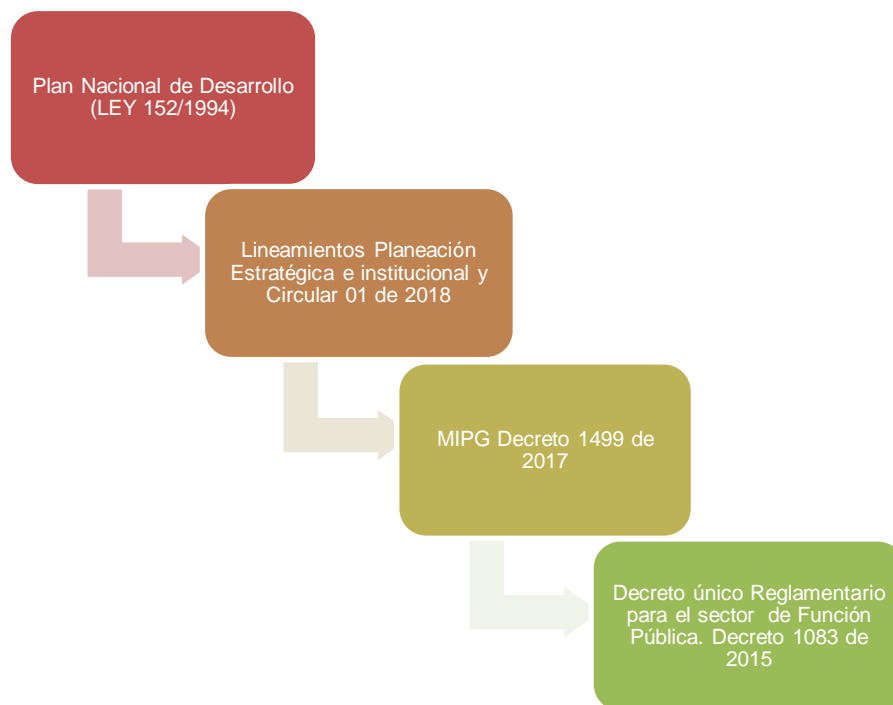 Plan Nacional de Desarrollo
(LEY 152/1994)
Lineamientos Planeación
Estratégica e institucional y
Circular 01 de 2018
MIPG Decreto 1499 de
2017
Decreto único Reglamentario
para el sector de Función
Pública. Decreto 1083 de
2015